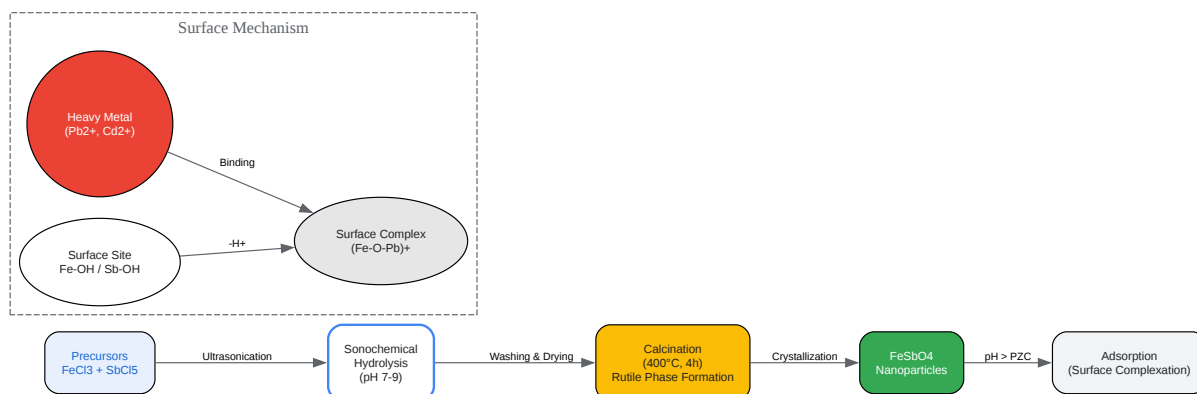 Surface Mechanism
Heavy Metal
(Pb2+, Cd2+)
Binding
Surface Site
Fe-OH / Sb-OH
-H+
Surface Complex
(Fe-O-Pb)+
Precursors
FeCl3 + SbCl5
Ultrasonication
Sonochemical
Hydrolysis
(pH 7-9)
Washing & Drying
Calcination
(400°C, 4h)
Rutile Phase Formation
Crystallization
FeSbO4
Nanoparticles
pH > PZC
Adsorption
(Surface Complexation)